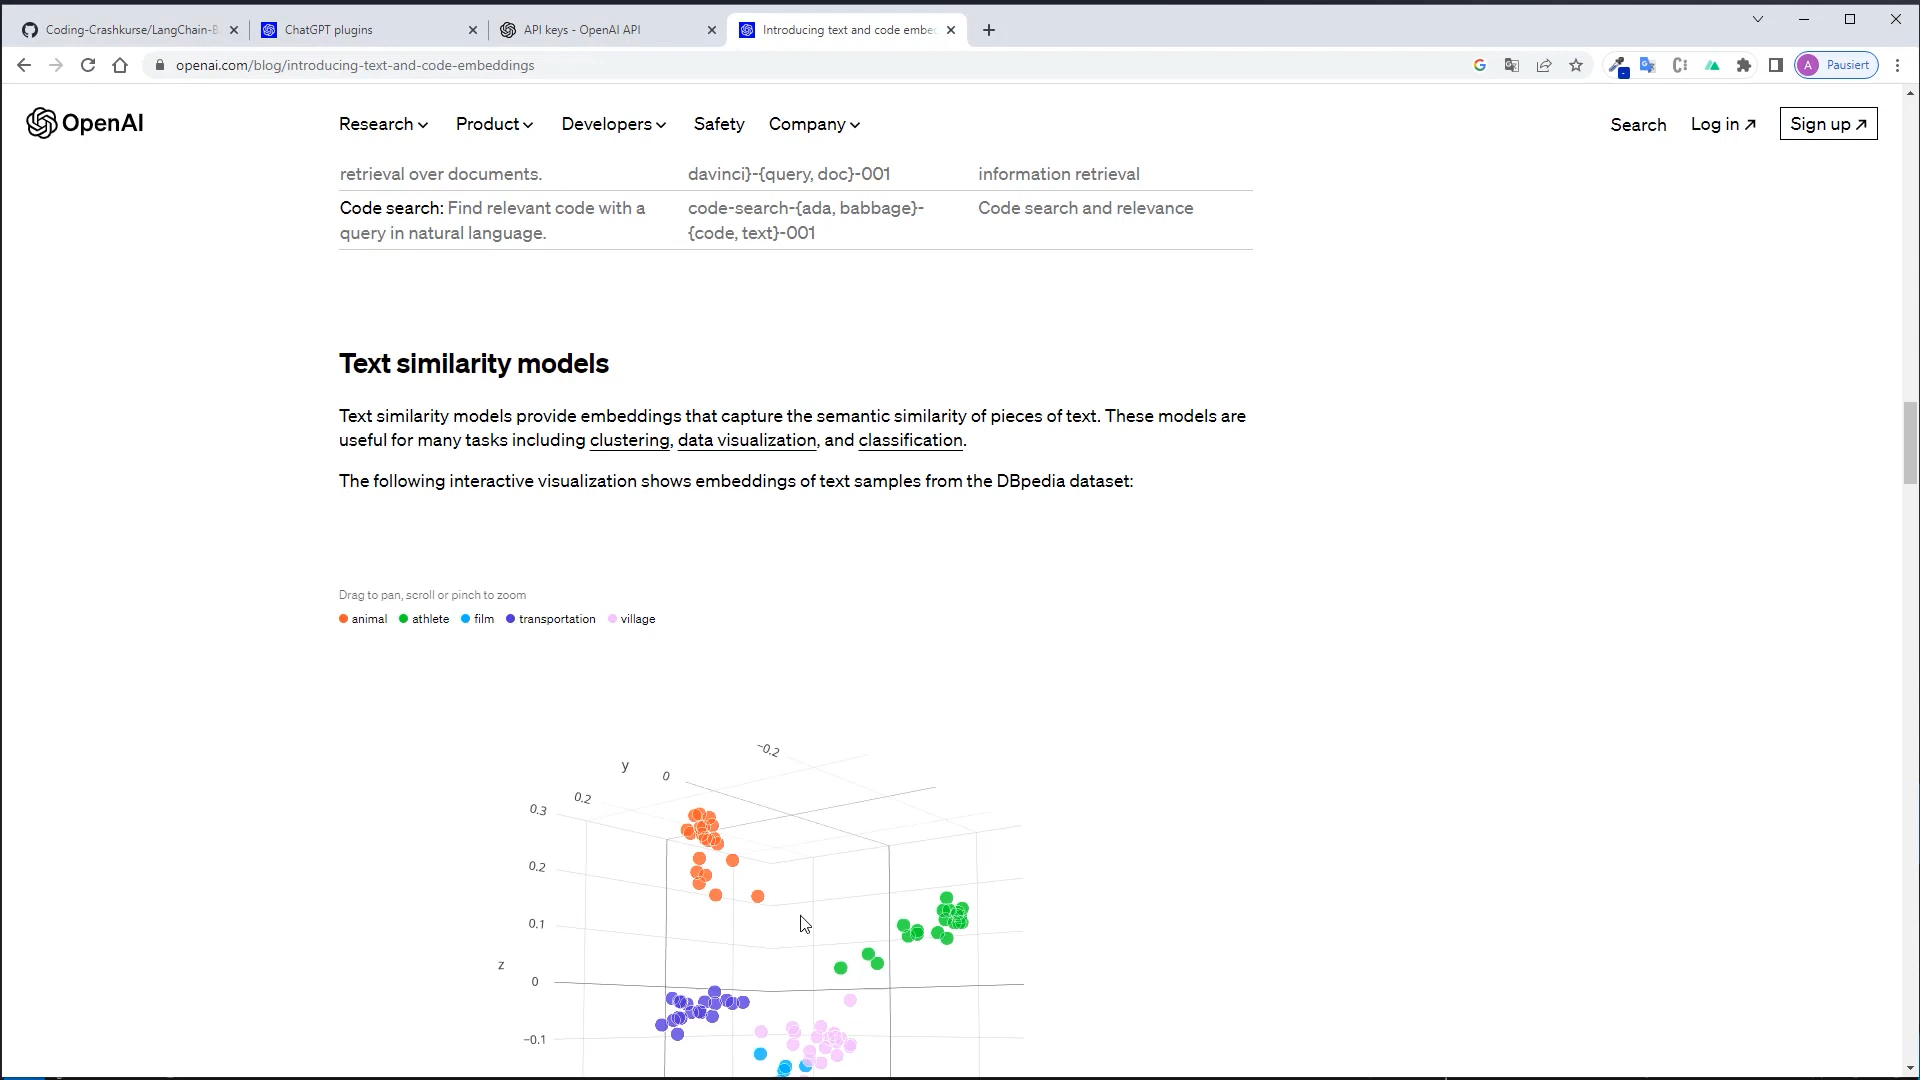 Coding-Crashkurse/LangChain-B
ChatGPT plugins
API keys - OpenAI API
Introducing text and code embe
openai.com/blog/introducing-text-and-code-embeddings
A Pausiert
OpenAI
Research
Product
Developers
Safety
Company
Search
Log in ↗
Sign up ↗
retrieval over documents.
davinci}-{query, doc}-001
information retrieval
Code search: Find relevant code with a
query in natural language.
code-search-{ada, babbage}-
{code, text}-001
Code search and relevance
Text similarity models
Text similarity models provide embeddings that capture the semantic similarity of pieces of text. These models are
useful for many tasks including clustering, data visualization, and classification.
The following interactive visualization shows embeddings of text samples from the DBpedia dataset:
Drag to pan, scroll or pinch to zoom
animal athlete film transportation village
−0.2
y
0
0.2
0.3
0.2
0.1
z
0
−0.1